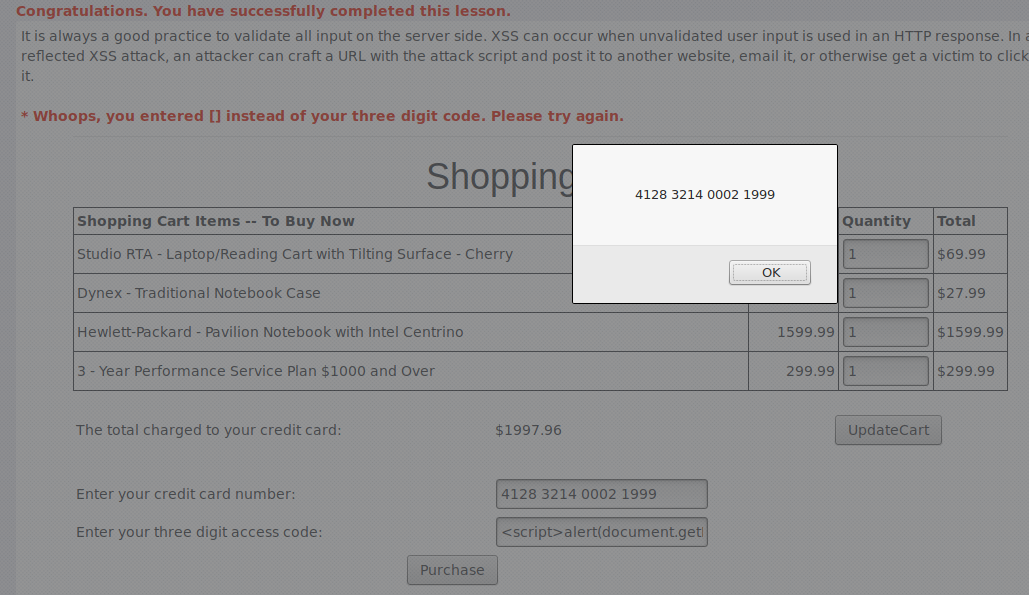 Congratulations. You have successfully completed this lesson.
It is always a good practice to validate all input on the server side. XSS can occur when unvalidated user input is used in an HTTP response. In a
reflected XSS attack, an attacker can craft a URL with the attack script and post it to another website, email it, or otherwise get a victim to click
it.
* Whoops, you entered [] instead of your three digit code. Please try again.
Shopping
4128 3214 0002 1999
OK
Shopping Cart Items -- To Buy Now Quantity Total
Studio RTA - Laptop/Reading Cart with Tilting Surface - Cherry 1 $69.99
Dynex - Traditional Notebook Case 1 $27.99
Hewlett-Packard - Pavilion Notebook with Intel Centrino 1599.99 1 $1599.99
3 - Year Performance Service Plan $1000 and Over 299.99 1 $299.99
The total charged to your credit card: $1997.96 UpdateCart
Enter your credit card number: 4128 3214 0002 1999
Enter your three digit access code: <script>alert(document.get
Purchase